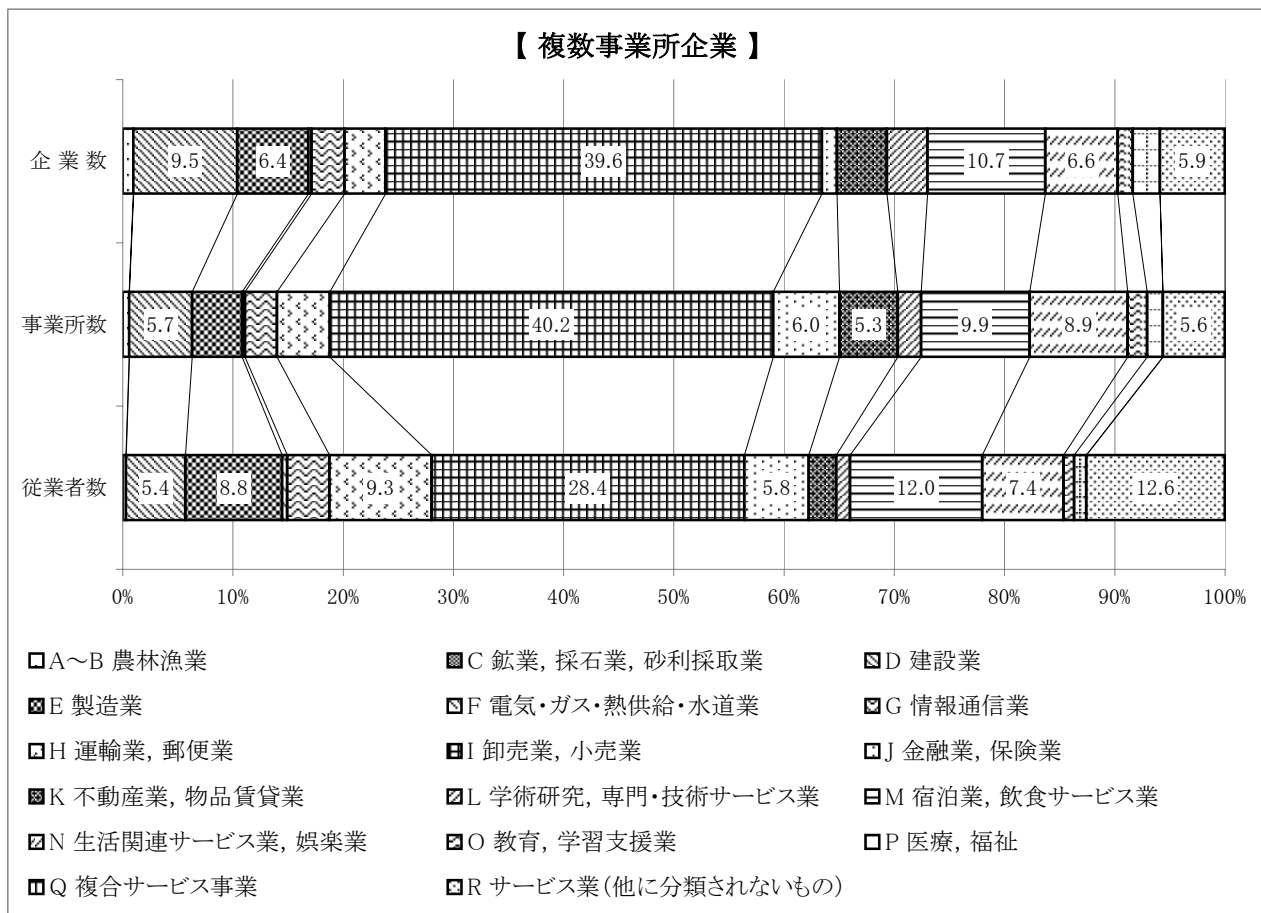 【 複数事業所企業 】
企 業 数 9.5 6.4 39.6 10.7 6.6 5.9
事業所数 5.7 40.2 6.0 5.3 9.9 8.9 5.6
従業者数 5.4 8.8 9.3 28.4 5.8 12.0 7.4 12.6
0% 10% 20% 30% 40% 50% 60% 70% 80% 90% 100%
A～B 農林漁業 C 鉱業, 採石業, 砂利採取業 D 建設業
E 製造業 F 電気・ガス・熱供給・水道業 G 情報通信業
H 運輸業, 郵便業 I 卸売業, 小売業 J 金融業, 保険業
K 不動産業, 物品賃貸業 L 学術研究, 専門・技術サービス業 M 宿泊業, 飲食サービス業
N 生活関連サービス業, 娯楽業 O 教育, 学習支援業 P 医療, 福祉
Q 複合サービス事業 R サービス業(他に分類されないもの)